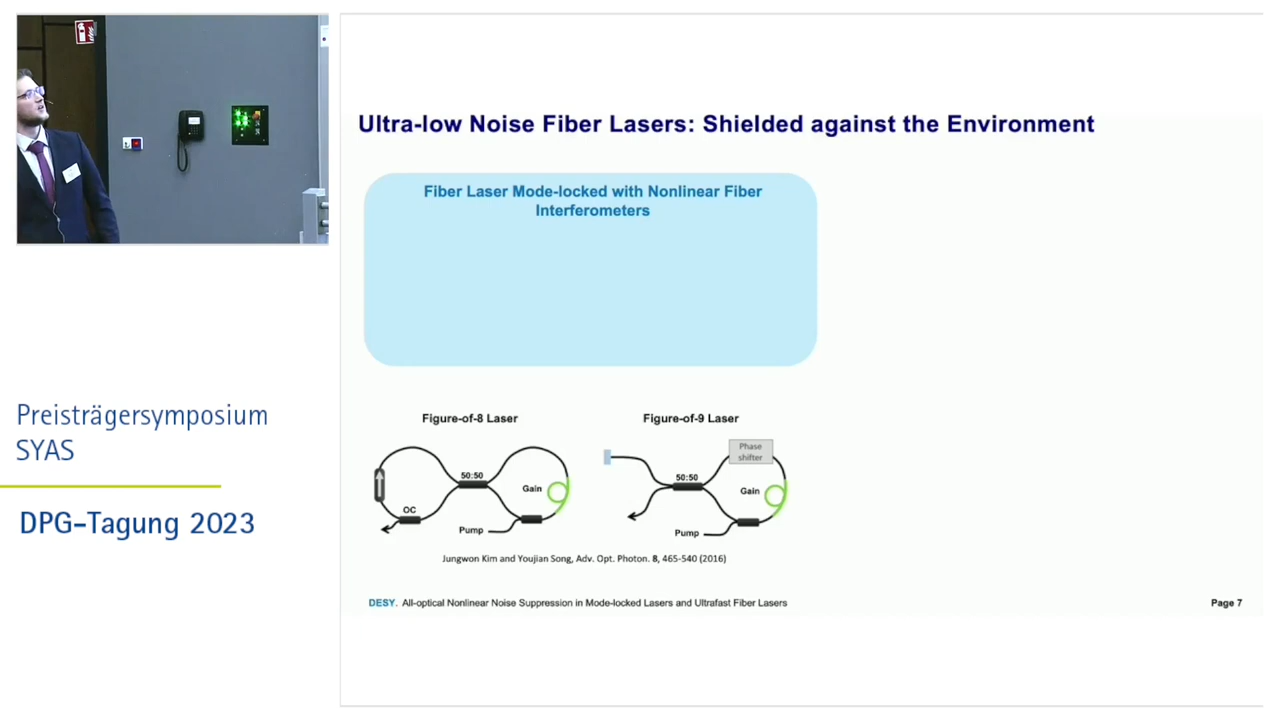 Ultra-low Noise Fiber Lasers: Shielded against the Environment
Fiber Laser Mode-locked with Nonlinear Fiber
Interferometers
Figure-of-8 Laser
Figure-of-9 Laser
50:50
Gain
OC
Pump
Phase
shifter
50:50
Gain
Pump
Jungwon Kim and Youjian Song, Adv. Opt. Photon. 8, 465-540 (2016)
DESY. All-optical Nonlinear Noise Suppression in Mode-locked Lasers and Ultrafast Fiber Lasers
Page 7
Preisträgersymposium
SYAS
DPG-Tagung 2023